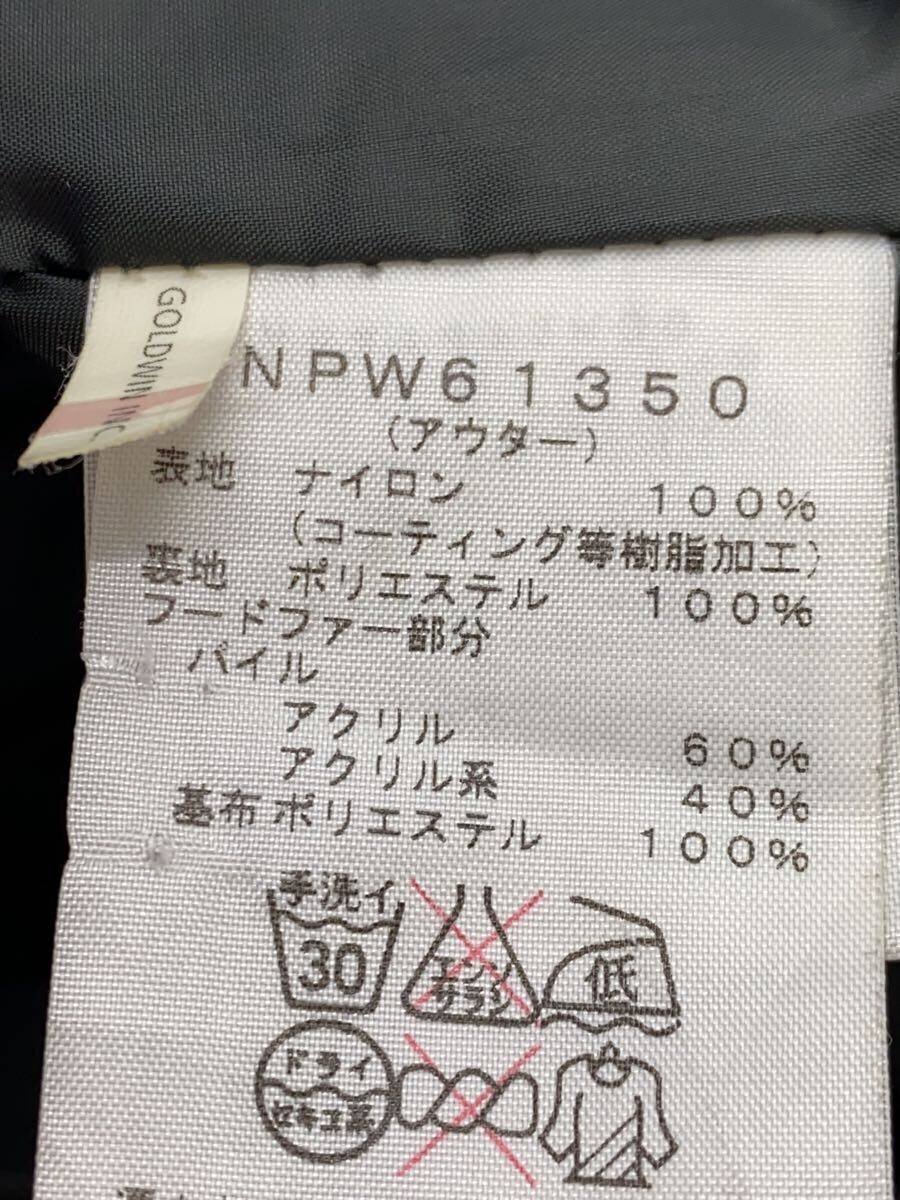 GOLDWIN INC.
NPW61350
(アウター)
表地 ナイロン 100%
(コーティング等樹脂加工)
裏地 ポリエステル 100%
フードファー部分
パイル
アクリル 60%
アクリル系 40%
基布 ポリエステル 100%
手洗イ
30
エンソ
サラシ
低
ドライ
セキユ系